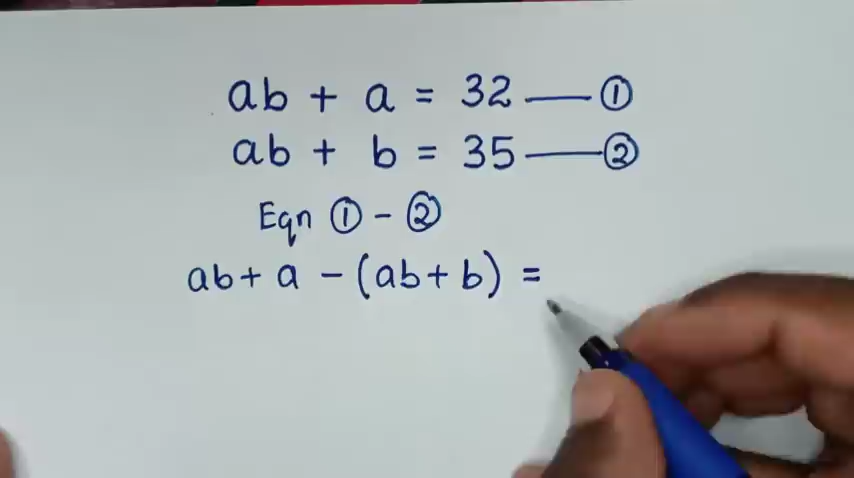 ab + a = 32 —— ①
ab + b = 35 —— ②
Eqn ① - ②
ab + a - (ab + b) =